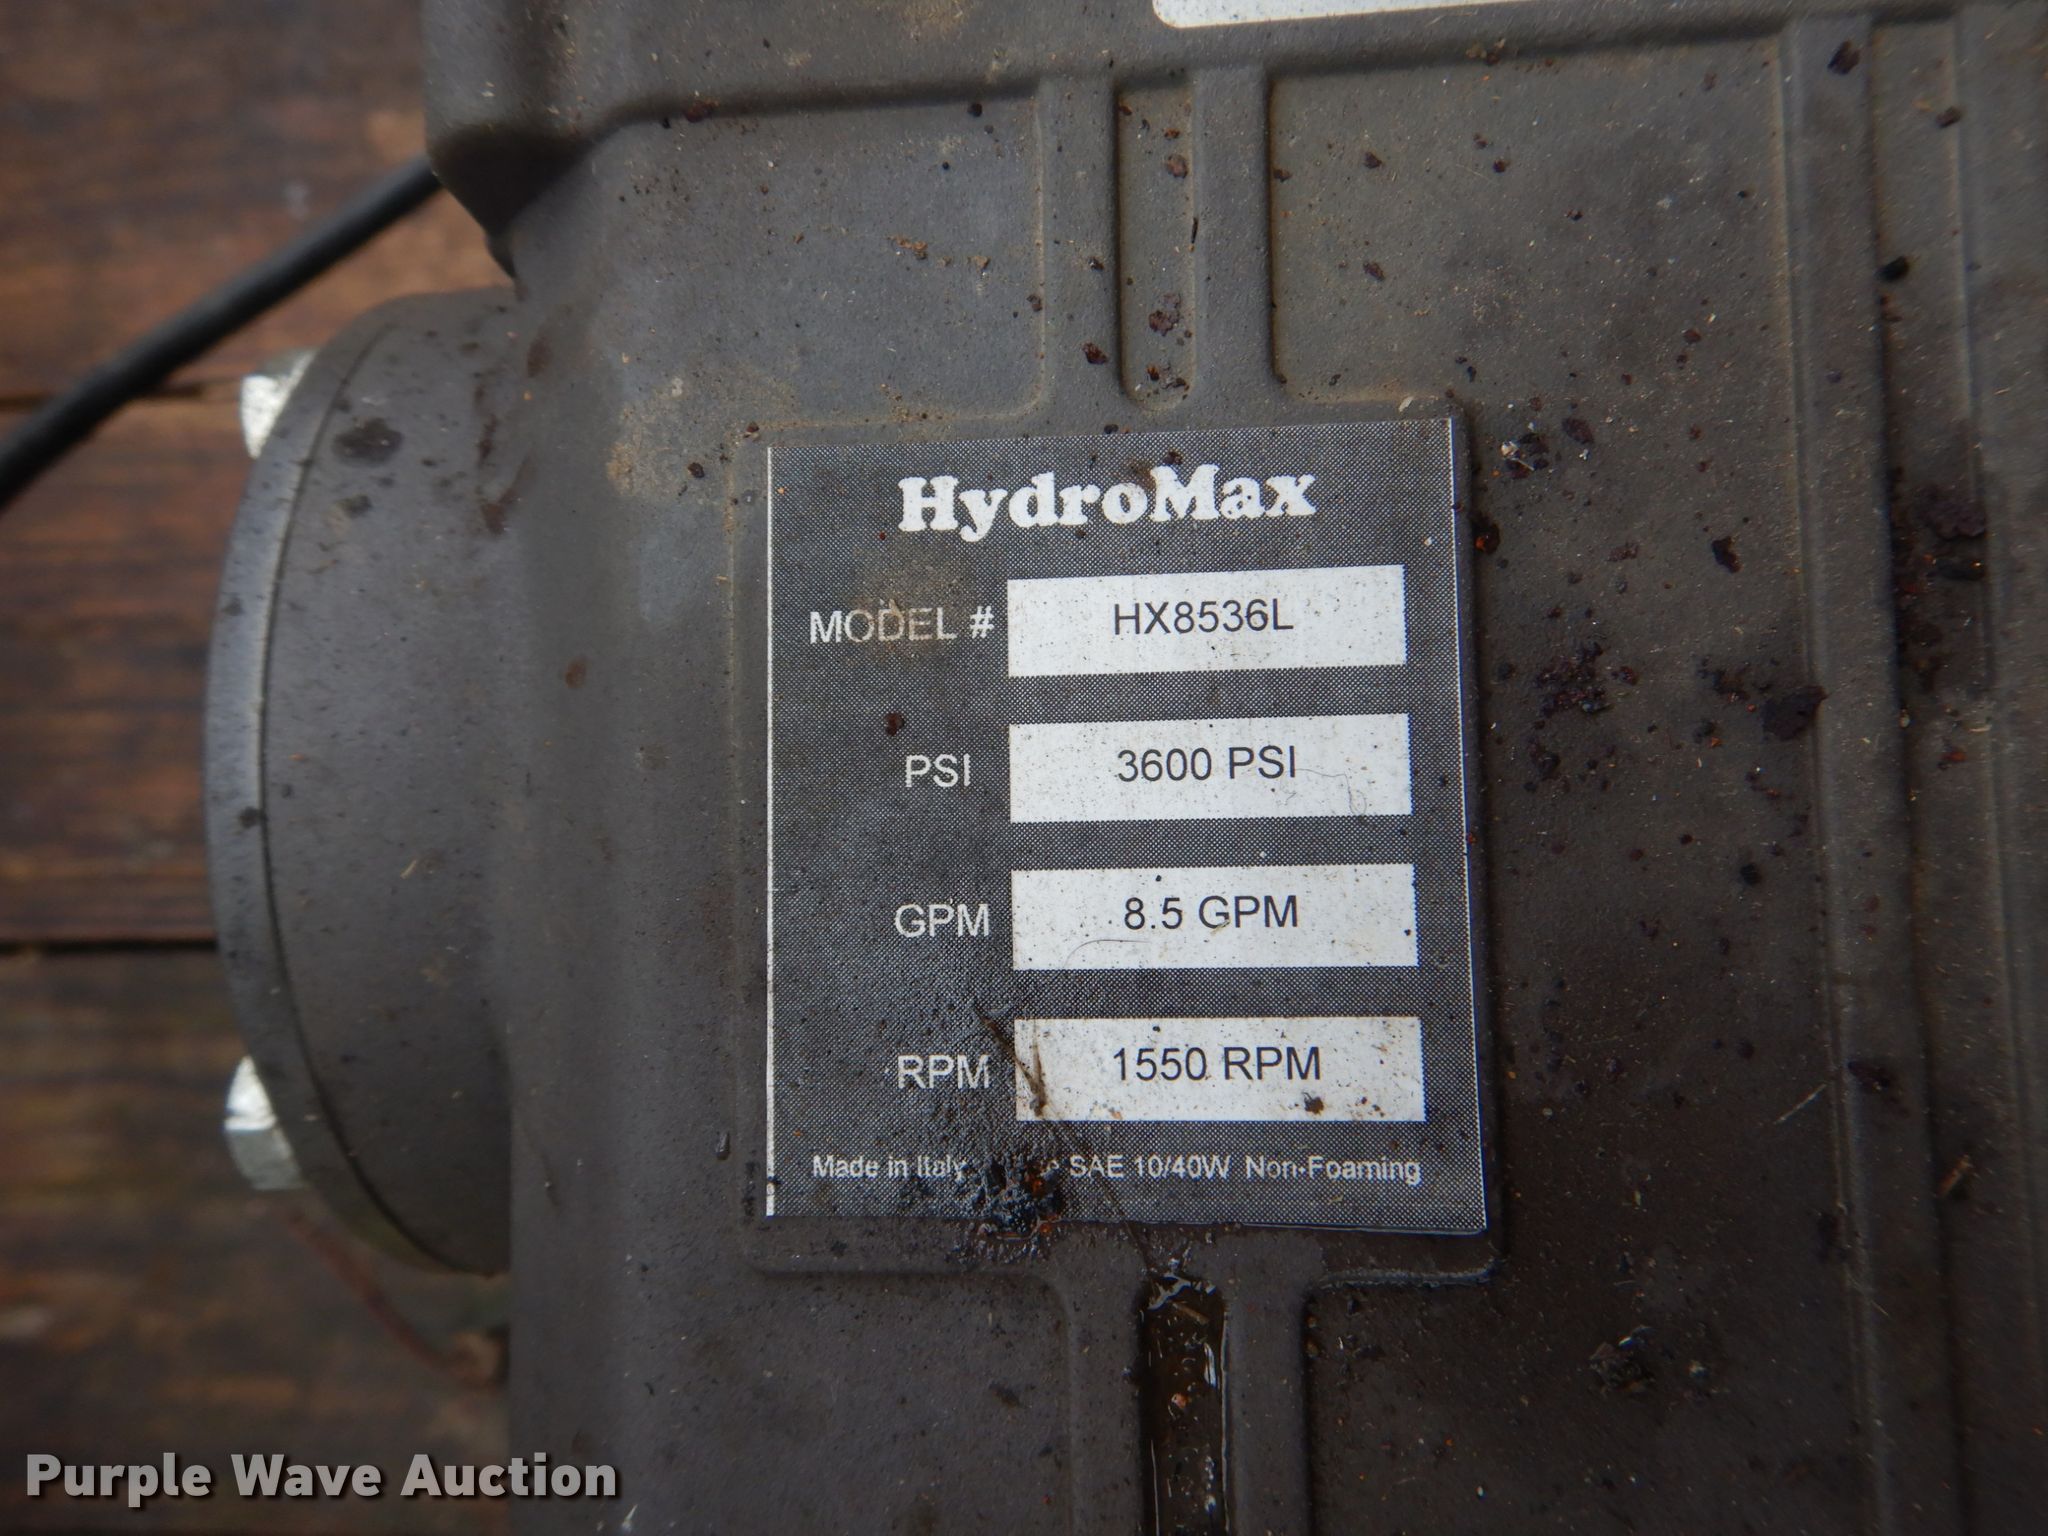 HydroMax
MODEL # HX8536L
PSI 3600 PSI
GPM 8.5 GPM
RPM 1550 RPM
Made in Italy SAE 10/40W Non-Foaming
Purple Wave Auction